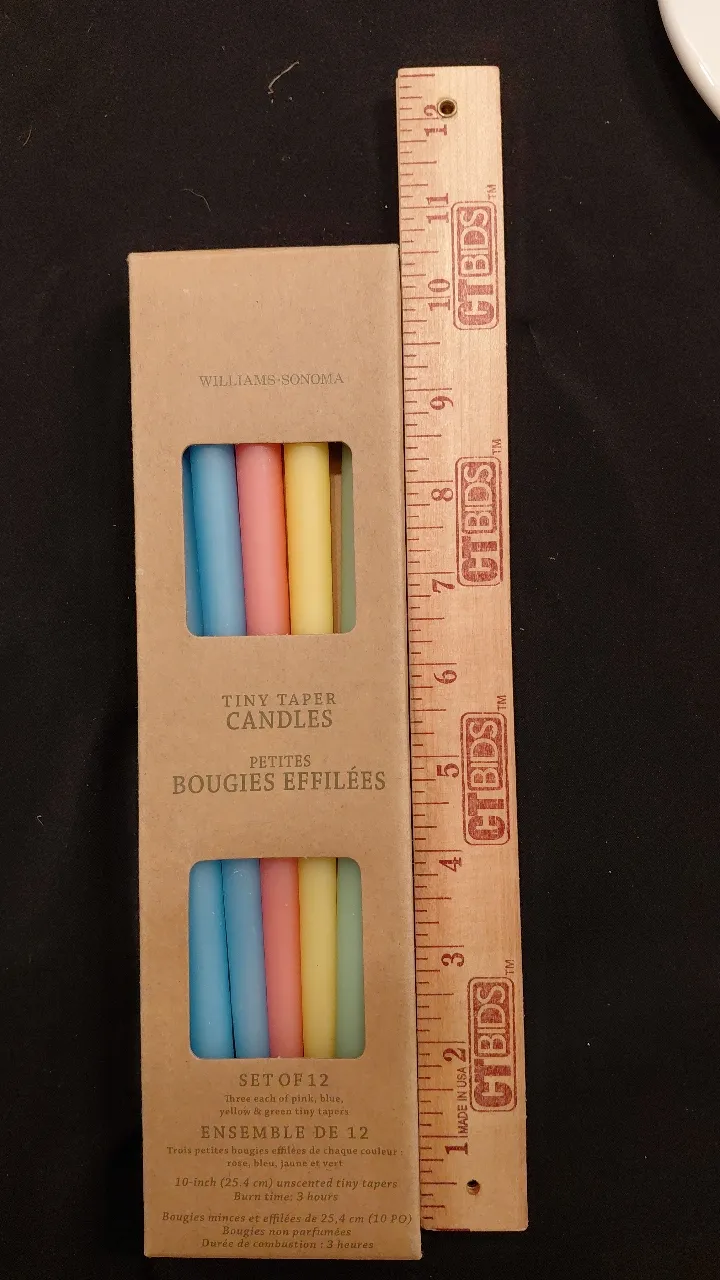 WILLIAMS-SONOMA
TINY TAPER
CANDLES
PETITES
BOUGIES EFFILÉES
SET OF 12
Three each of pink, blue,
yellow & green tiny tapers
ENSEMBLE DE 12
Trois petites bougies effilées de chaque couleur :
rose, bleu, jaune et vert
10-inch (25.4 cm) unscented tiny tapers
Burn time: 3 hours
Bougies minces et effilées de 25,4 cm (10 PO)
Bougies non parfumées
Durée de combustion : 3 heures
12
11
10
9
8
7
6
5
4
3
2
1
CTBIDS TM
CTBIDS TM
CTBIDS TM
CTBIDS TM
MADE IN USA